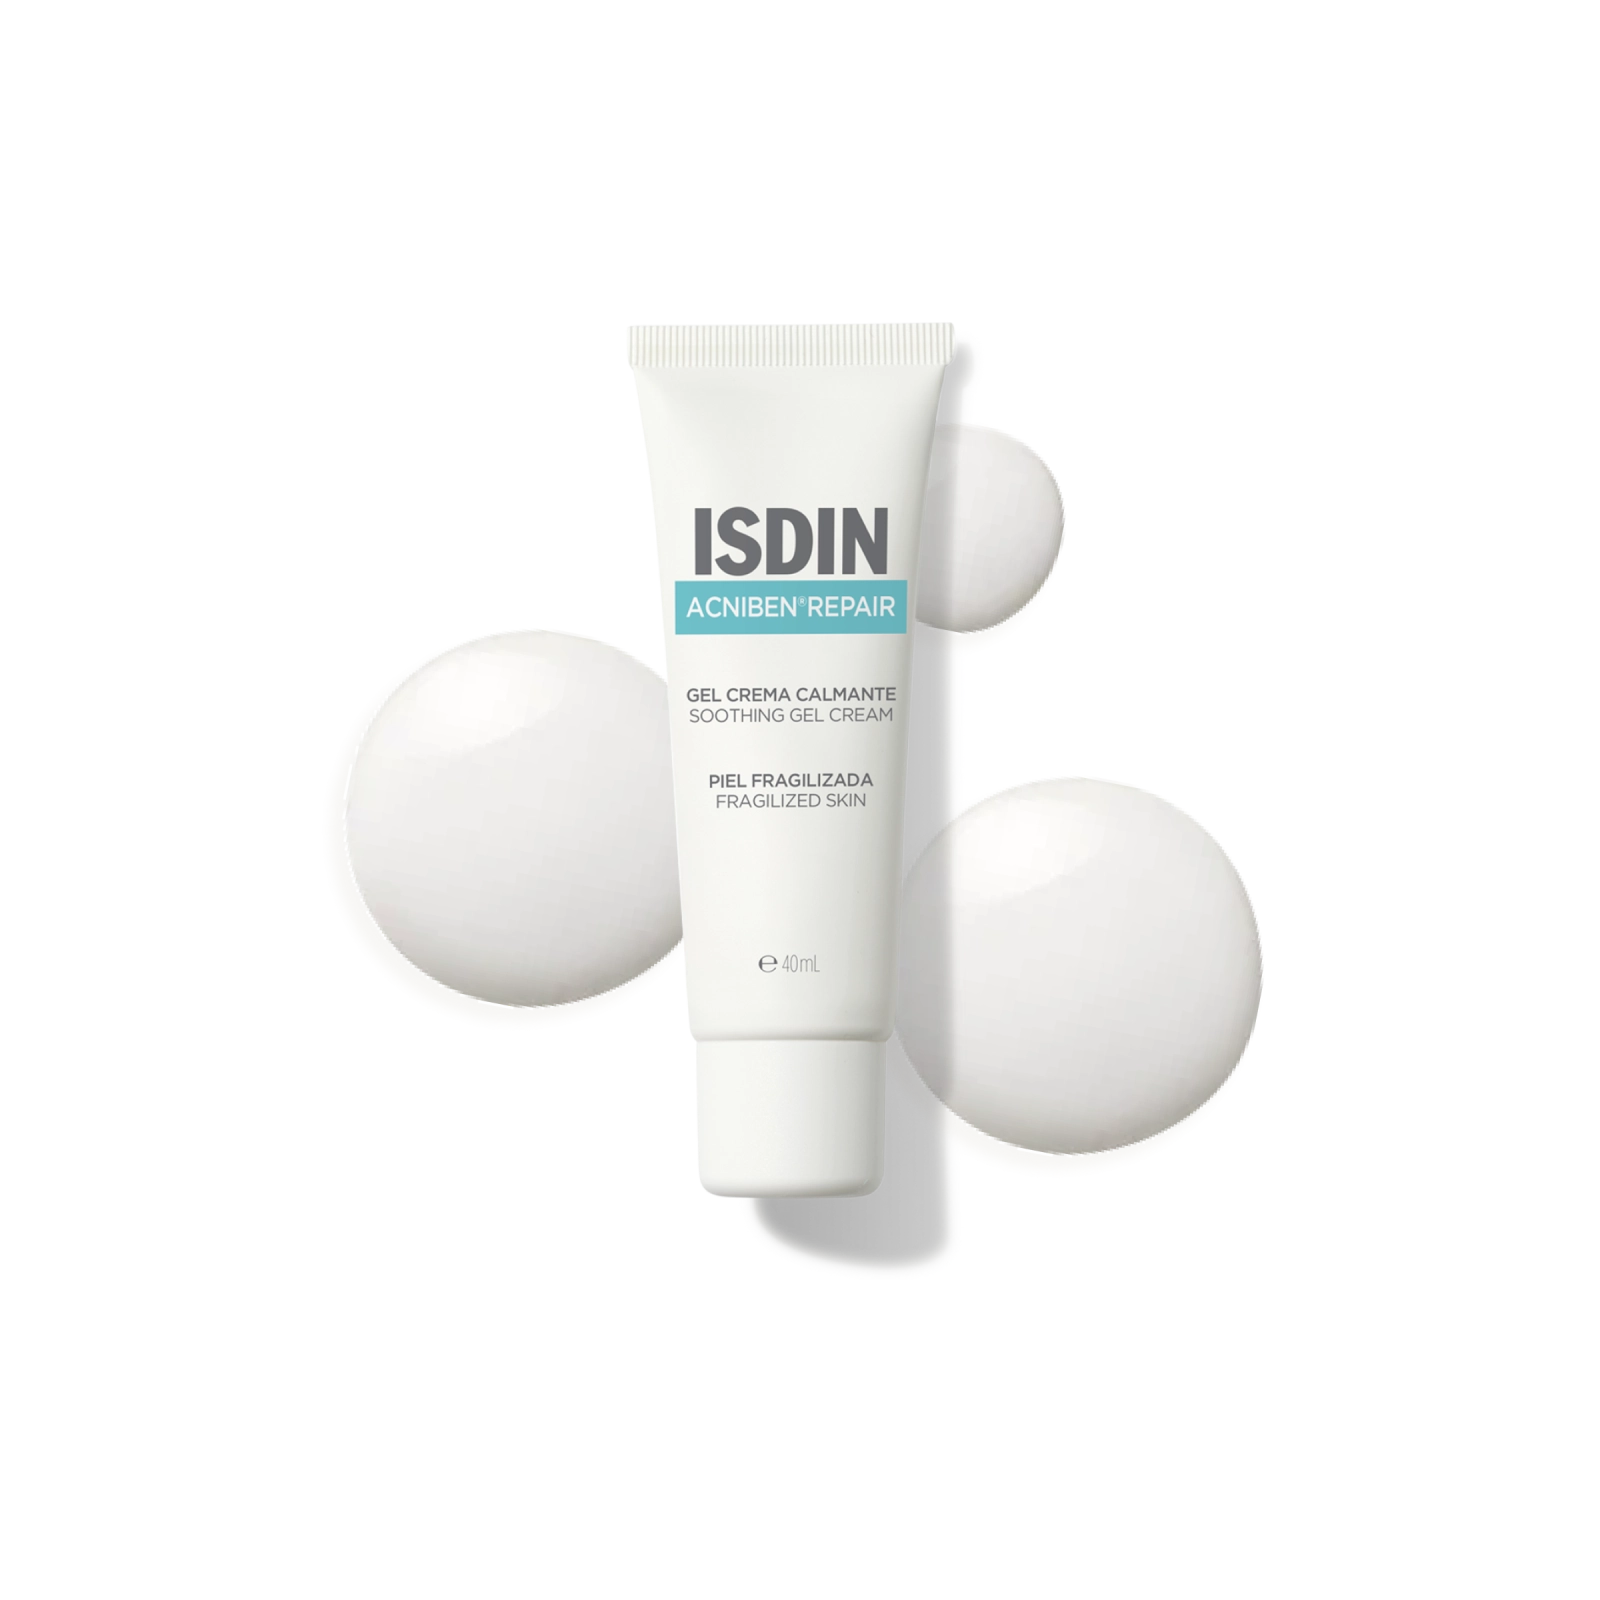 ISDIN
ACNIBEN®REPAIR
GEL CREMA CALMANTE
SOOTHING GEL CREAM
PIEL FRAGILIZADA
FRAGILIZED SKIN
℮ 40mL